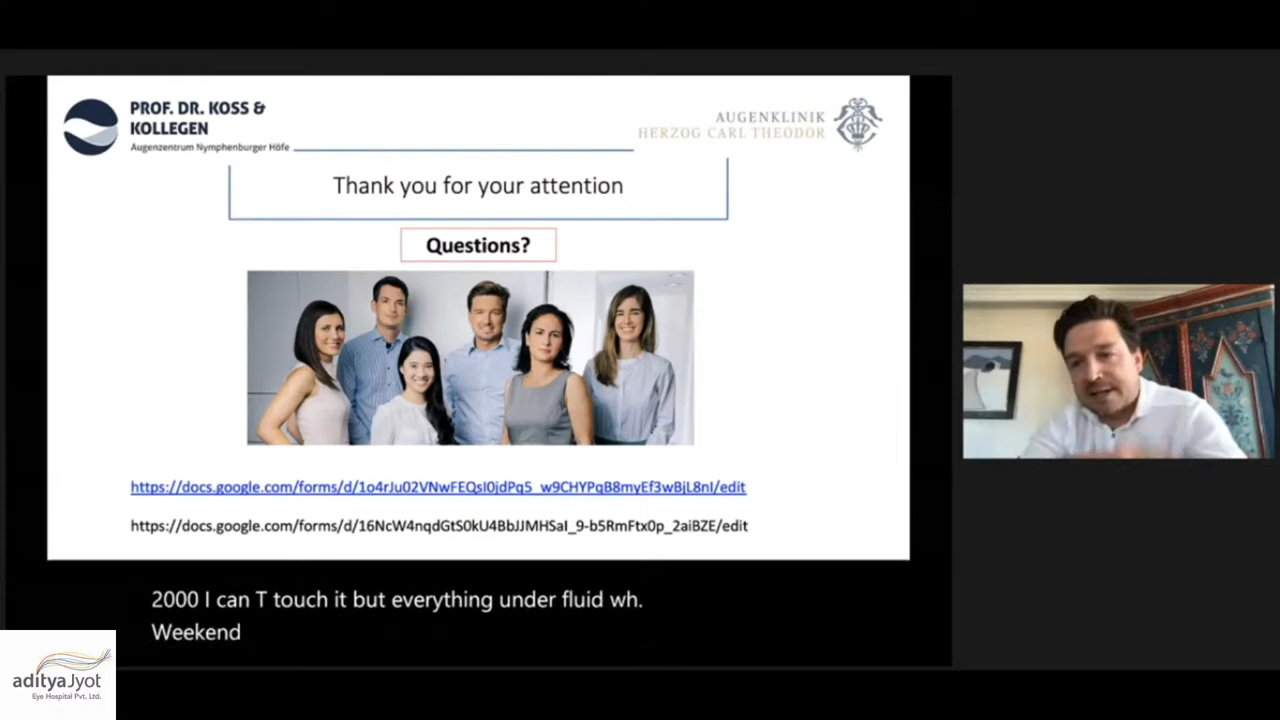 PROF. DR. KOSS &
KOLLEGEN
Augenzentrum Nymphenburger Höfe
AUGENKLINIK
HERZOG CARL THEODOR
Thank you for your attention
Questions?
https://docs.google.com/forms/d/1o4rJu02VNwFEQsI0jdPq5_w9CHYPqB8myEf3wBjL8nI/edit
https://docs.google.com/forms/d/16NcW4nqdGtS0kU4BbJJMHSaI_9-b5RmFtx0p_2aiBZE/edit
2000 I can T touch it but everything under fluid wh.
Weekend
adityaJyot
Eye Hospital Pvt. Ltd.